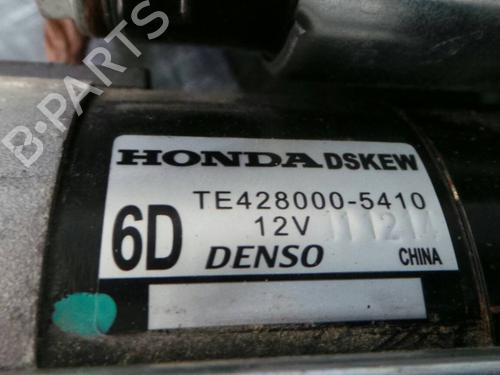 B-PARTS
HONDA DSKEW
TE428000-5410
6D
12V
DENSO
CHINA